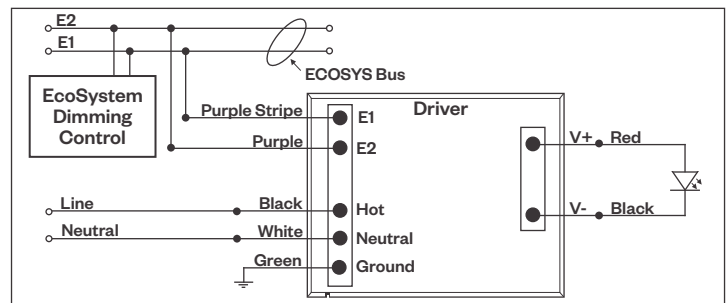 E2
E1
ECOSYS Bus
EcoSystem
Dimming
Control
Driver
Purple Stripe
E1
Purple
E2
V+
Red
Line
Black
Hot
V-
Black
Neutral
White
Neutral
Green
Ground